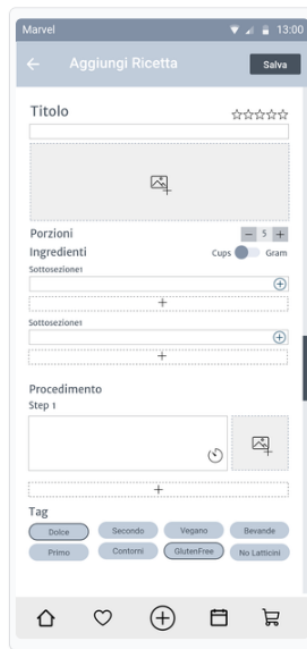 Marvel 13:00
Aggiungi Ricetta Salva
Titolo
Porzioni − 5 +
Ingredienti Cups Gram
Sottosezione1
+
Sottosezione1
+
Procedimento
Step 1
+
Tag
Dolce Secondo Vegano Bevande
Primo Contorni GlutenFree No Latticini